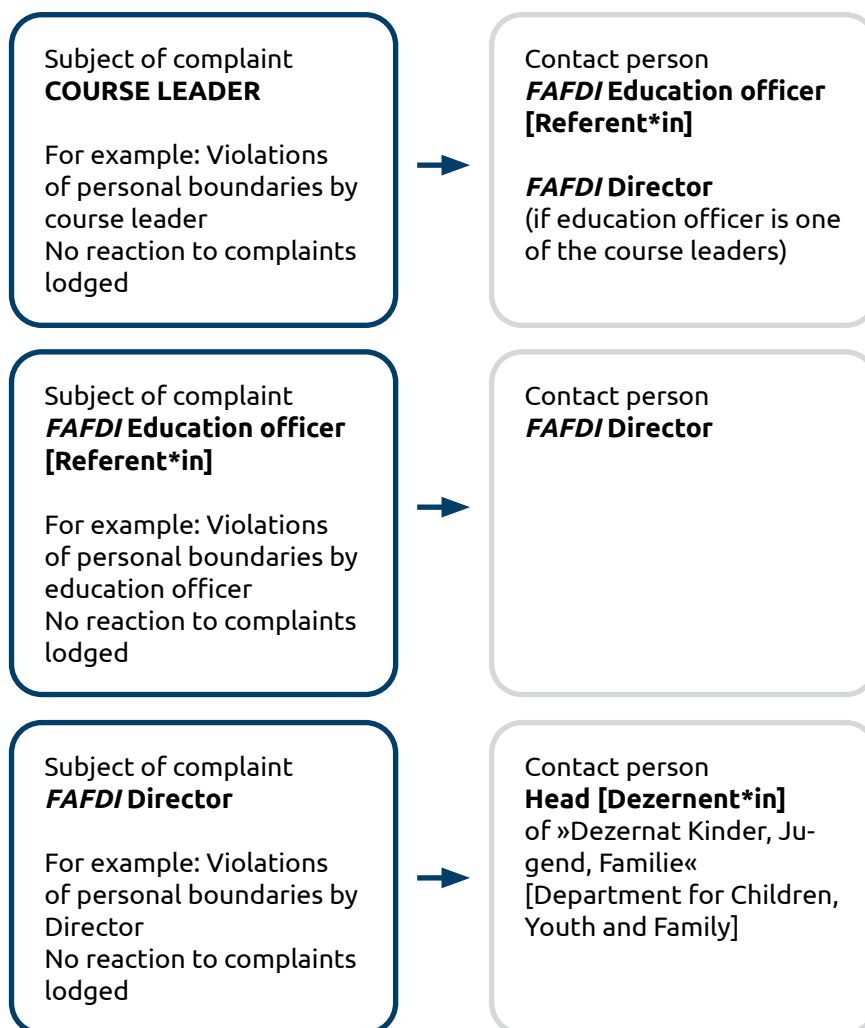 Subject of complaint
COURSE LEADER
For example: Violations
of personal boundaries by
course leader
No reaction to complaints
lodged
Contact person
FAFDI Education officer
[Referent*in]
FAFDI Director
(if education officer is one
of the course leaders)
Subject of complaint
FAFDI Education officer
[Referent*in]
For example: Violations
of personal boundaries by
education officer
No reaction to complaints
lodged
Contact person
FAFDI Director
Subject of complaint
FAFDI Director
For example: Violations
of personal boundaries by
Director
No reaction to complaints
lodged
Contact person
Head [Dezernent*in]
of »Dezernat Kinder, Ju-
gend, Familie«
[Department for Children,
Youth and Family]